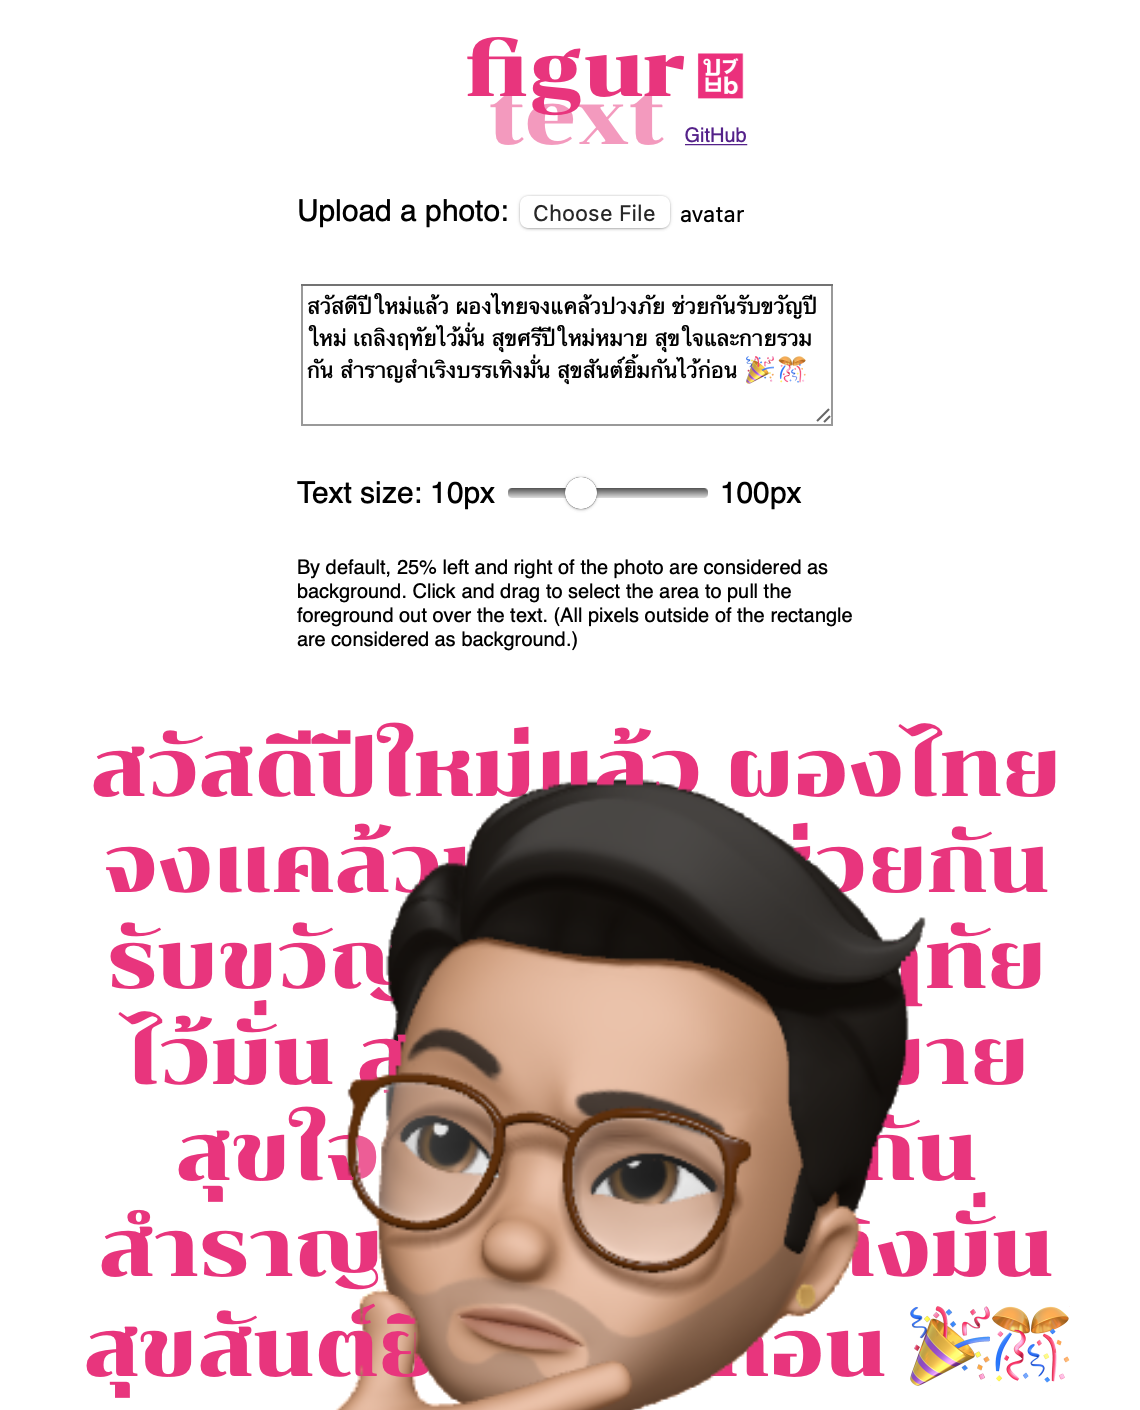 figur
text
GitHub
Upload a photo: Choose File avatar
สวัสดีปีใหม่แล้ว ผองไทยจงแคล้วปวงภัย ช่วยกันรับขวัญปี
ใหม่ เถลิงฤทัยไว้มั่น สุขศรีปีใหม่หมาย สุขใจและกายรวม
กัน สำราญสำเริงบรรเทิงมั่น สุขสันต์ยิ้มกันไว้ก่อน 🎉🎊
Text size: 10px 100px
By default, 25% left and right of the photo are considered as
background. Click and drag to select the area to pull the
foreground out over the text. (All pixels outside of the rectangle
are considered as background.)
สวัสดีปีใหม่แล้ว ผองไทย
จงแคล้ว ช่วยกัน
รับขวัญ ฤทัย
ไว้มั่น หมาย
สุขใจ กัน
สำราญ เทิงมั่น
สุขสันต์ยิ้ม ก่อน 🎉🎊